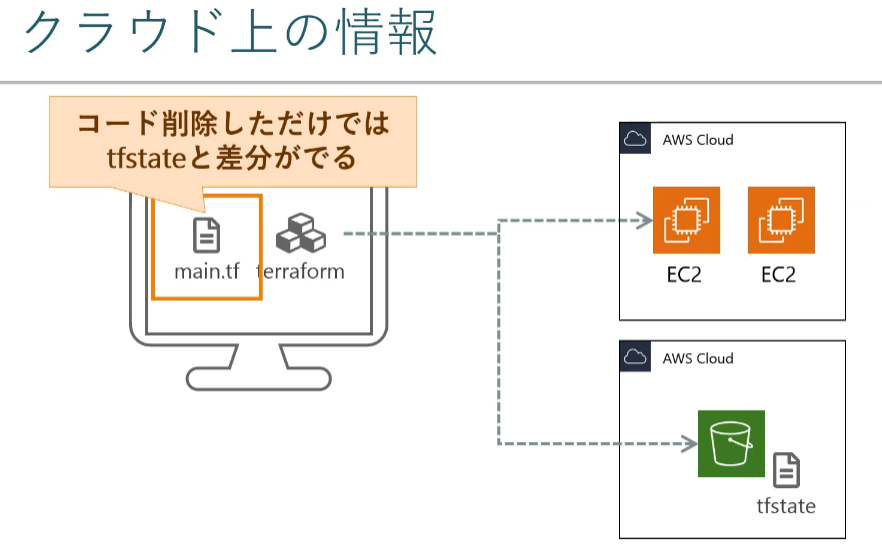 クラウド上の情報
コード削除しただけでは
tfstateと差分がでる
main.tf
terraform
AWS Cloud
EC2
EC2
AWS Cloud
tfstate